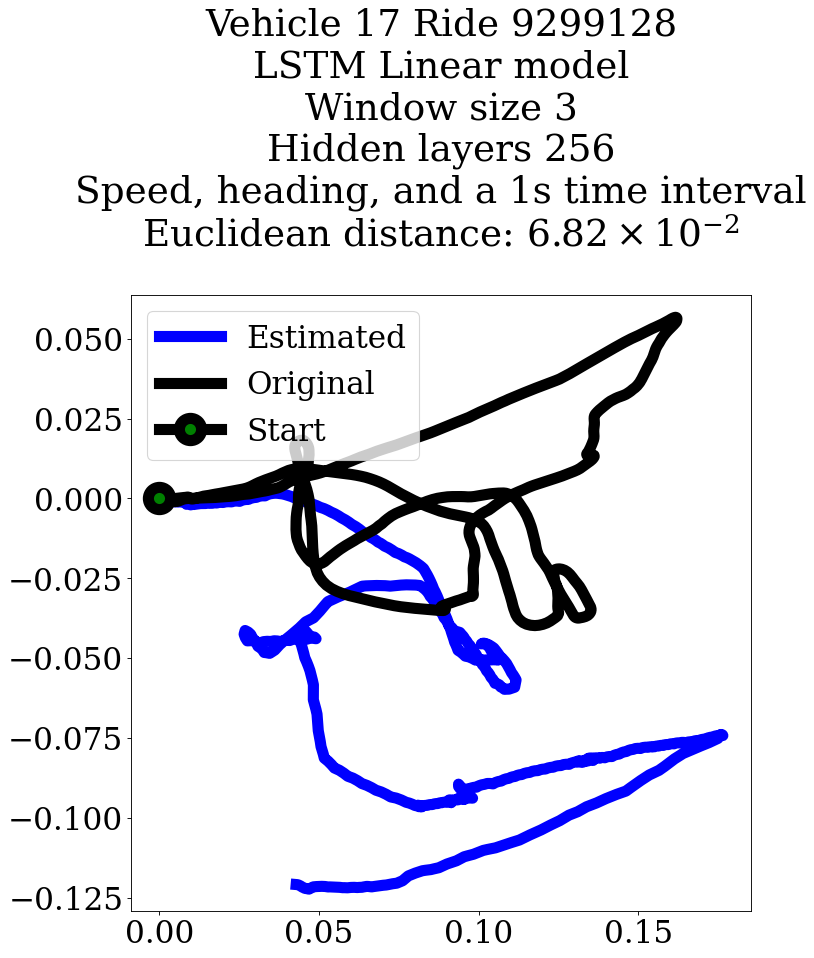 Vehicle 17 Ride 9299128
LSTM Linear model
Window size 3
Hidden layers 256
Speed, heading, and a 1s time interval
Euclidean distance: 6.82 × 10⁻²
Estimated
Original
Start
0.050
0.025
0.000
−0.025
−0.050
−0.075
−0.100
−0.125
0.00 0.05 0.10 0.15